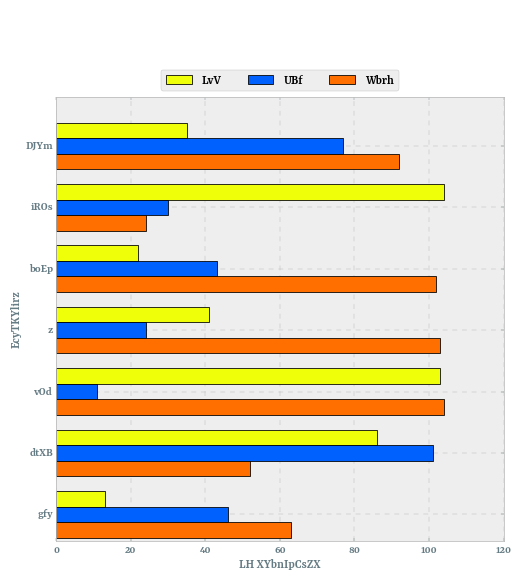 LvV UBf Wbrh
DJYm
iROs
boEp
z
vOd
dtXB
gfy
EcyTKYlirz
0 20 40 60 80 100 120
LH XYbnIpCsZX